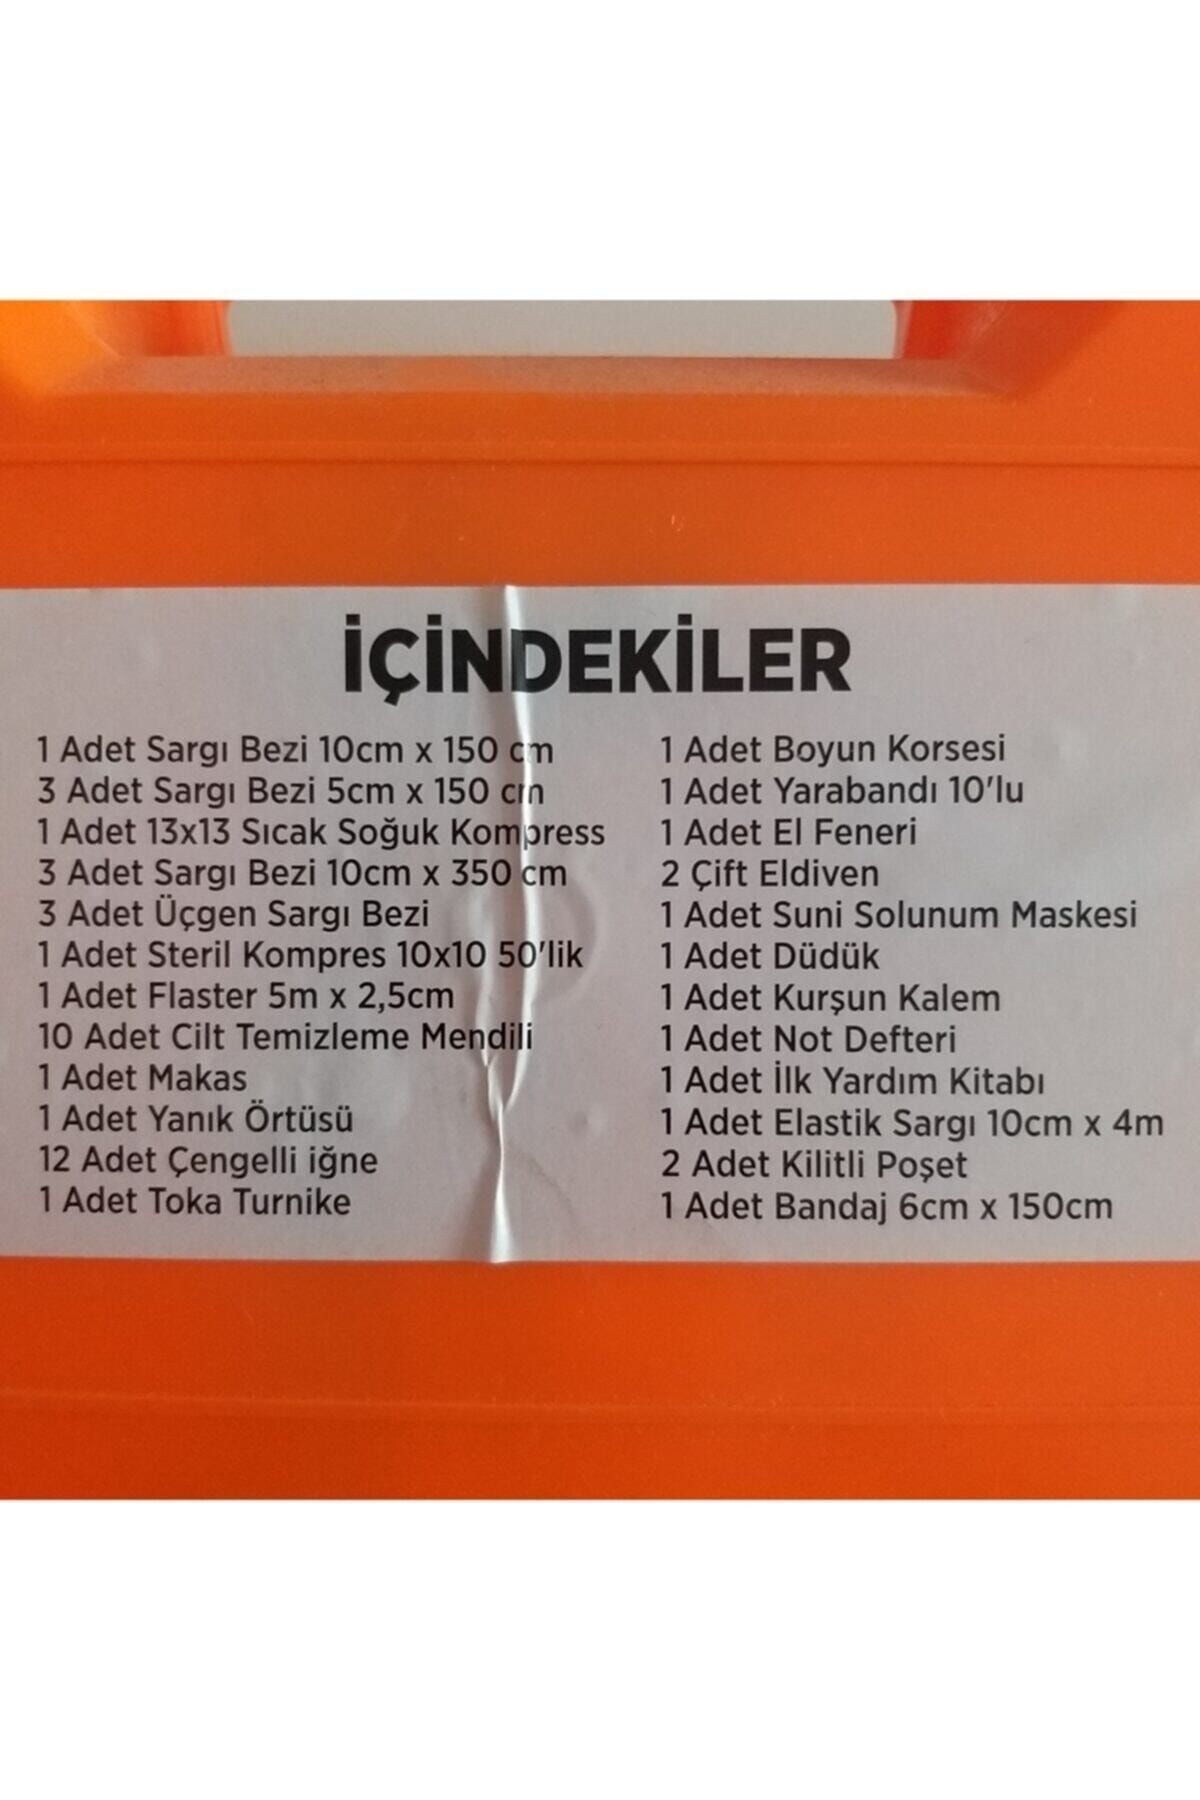 İÇİNDEKİLER
1 Adet Sargı Bezi 10cm x 150 cm
3 Adet Sargı Bezi 5cm x 150 cm
1 Adet 13x13 Sıcak Soğuk Kompress
3 Adet Sargı Bezi 10cm x 350 cm
3 Adet Üçgen Sargı Bezi
1 Adet Steril Kompres 10x10 50'lik
1 Adet Flaster 5m x 2,5cm
10 Adet Cilt Temizleme Mendili
1 Adet Makas
1 Adet Yanık Örtüsü
12 Adet Çengelli iğne
1 Adet Toka Turnike
1 Adet Boyun Korsesi
1 Adet Yarabandı 10'lu
1 Adet El Feneri
2 Çift Eldiven
1 Adet Suni Solunum Maskesi
1 Adet Düdük
1 Adet Kurşun Kalem
1 Adet Not Defteri
1 Adet İlk Yardım Kitabı
1 Adet Elastik Sargı 10cm x 4m
2 Adet Kilitli Poşet
1 Adet Bandaj 6cm x 150cm